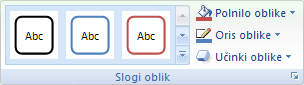 Abc Abc Abc
Polnilo oblike
Oris oblike
Učinki oblike
Slogi oblik